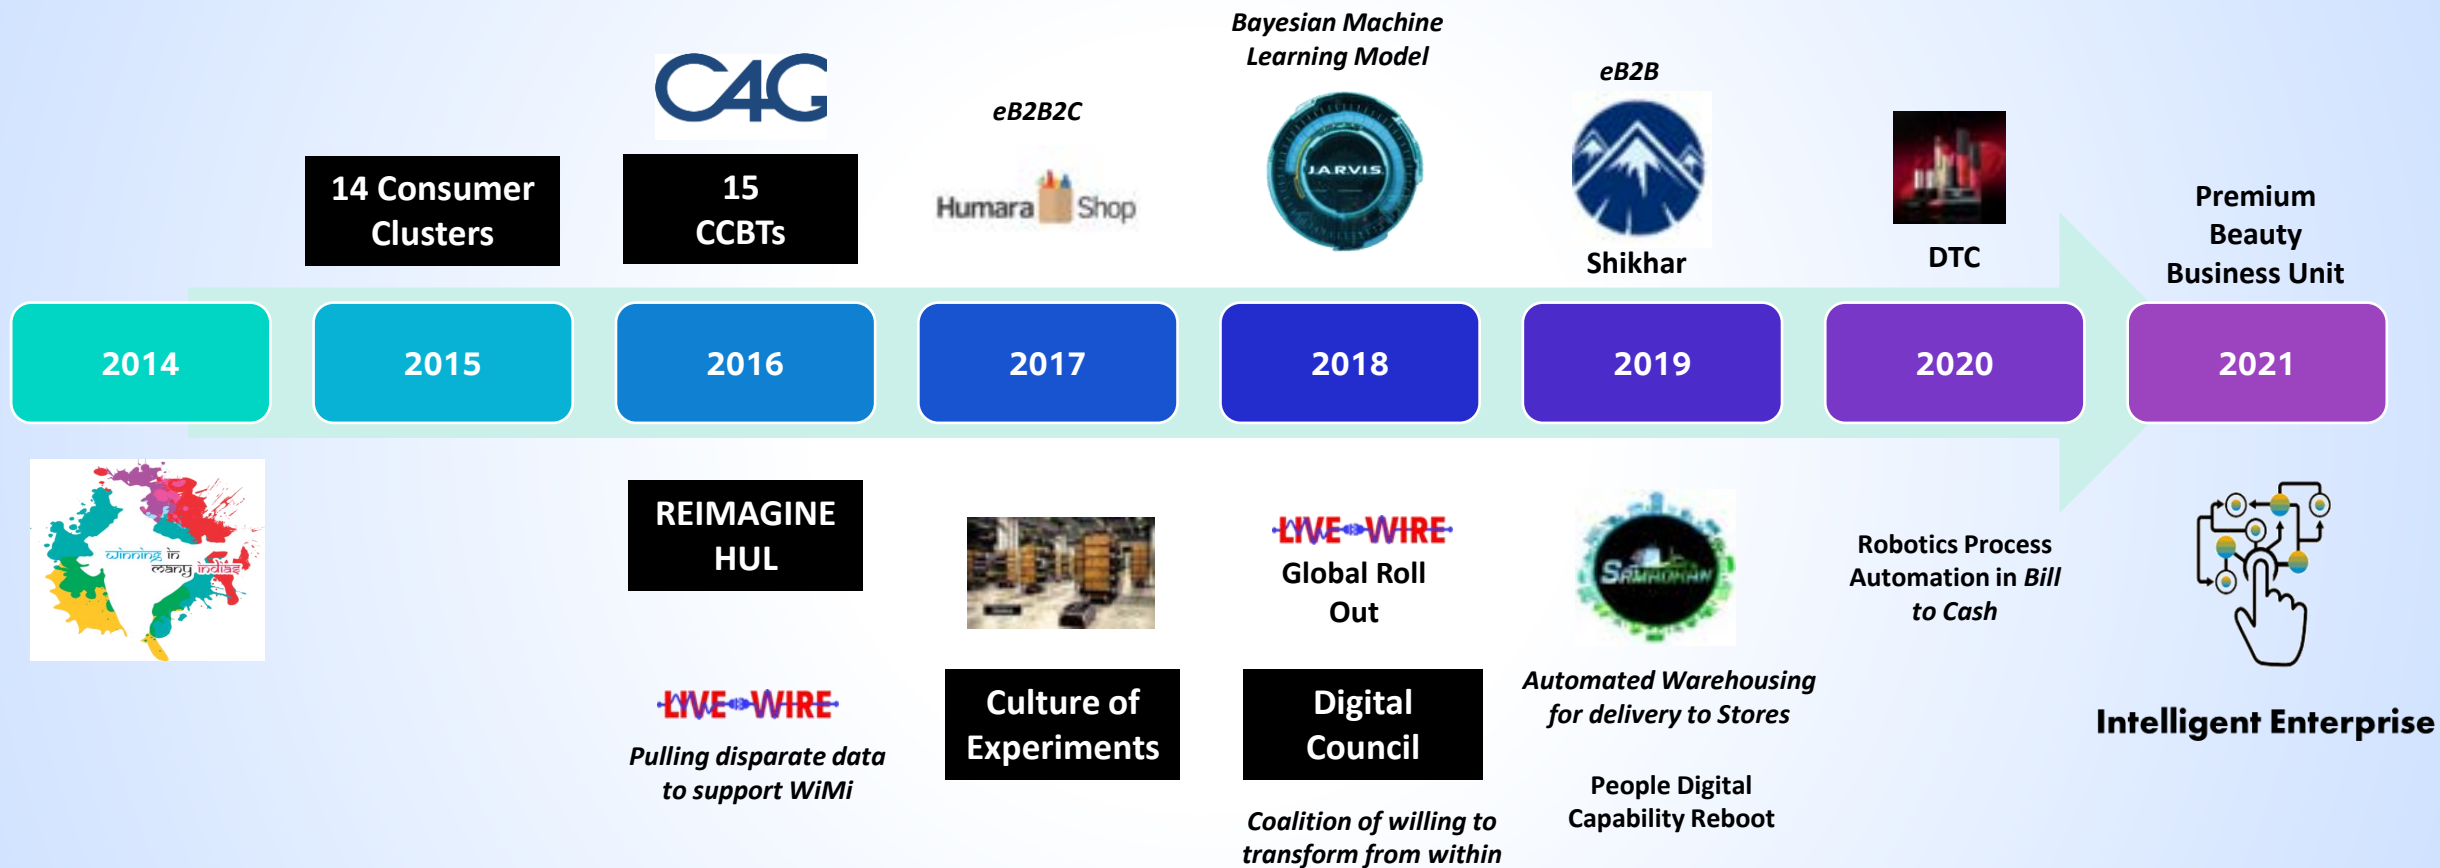 C4G
eB2B2C
Bayesian Machine
Learning Model
eB2B
14 Consumer
Clusters
15
CCBTs
Humara Shop
J.A.R.V.I.S.
Shikhar
DTC
Premium
Beauty
Business Unit
2014
2015
2016
2017
2018
2019
2020
2021
winning in
many indias
REIMAGINE
HUL
LIVE WIRE
Pulling disparate data
to support WiMi
Culture of
Experiments
LIVE WIRE
Global Roll
Out
Digital
Council
Coalition of willing to
transform from within
SAMADHAN
Automated Warehousing
for delivery to Stores
People Digital
Capability Reboot
Robotics Process
Automation in Bill
to Cash
Intelligent Enterprise